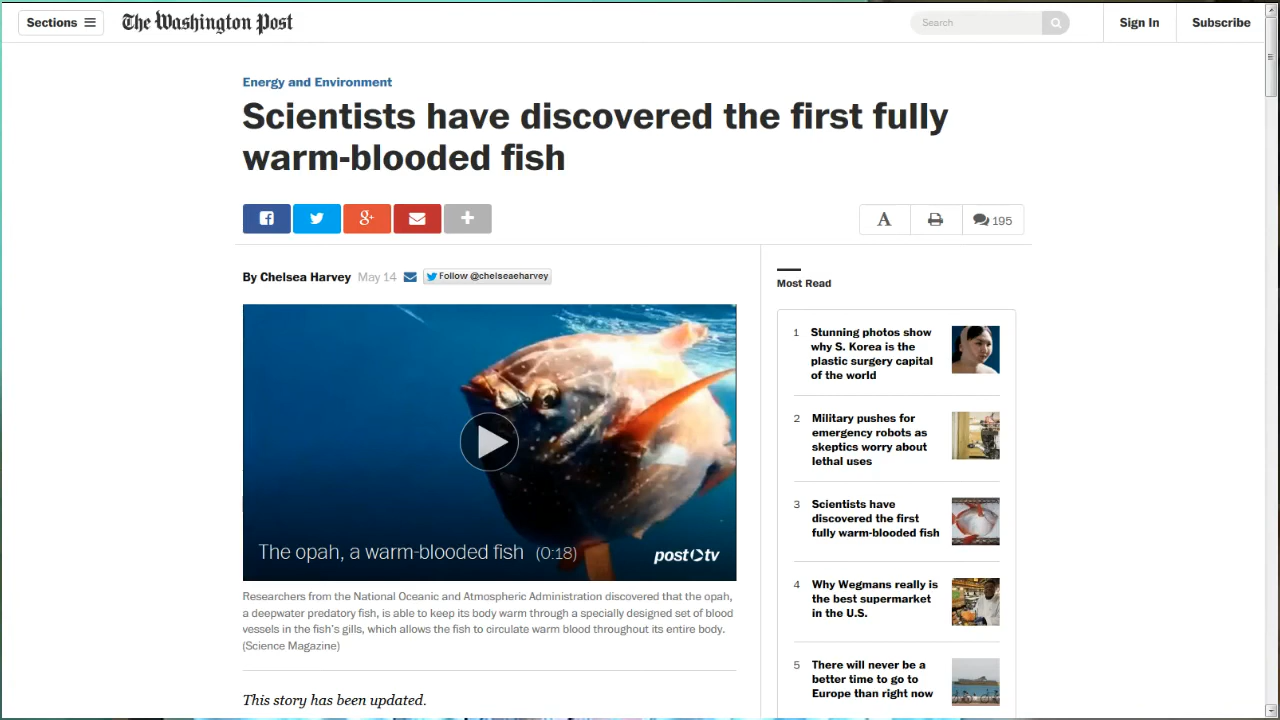 Sections
The Washington Post
Search
Sign In
Subscribe
Energy and Environment
Scientists have discovered the first fully
warm-blooded fish
A
195
By Chelsea Harvey May 14
Follow @chelseaeharvey
The opah, a warm-blooded fish (0:18)
post tv
Researchers from the National Oceanic and Atmospheric Administration discovered that the opah,
a deepwater predatory fish, is able to keep its body warm through a specially designed set of blood
vessels in the fish's gills, which allows the fish to circulate warm blood throughout its entire body.
(Science Magazine)
This story has been updated.
Most Read
1 Stunning photos show
why S. Korea is the
plastic surgery capital
of the world
2 Military pushes for
emergency robots as
skeptics worry about
lethal uses
3 Scientists have
discovered the first
fully warm-blooded fish
4 Why Wegmans really is
the best supermarket
in the U.S.
5 There will never be a
better time to go to
Europe than right now